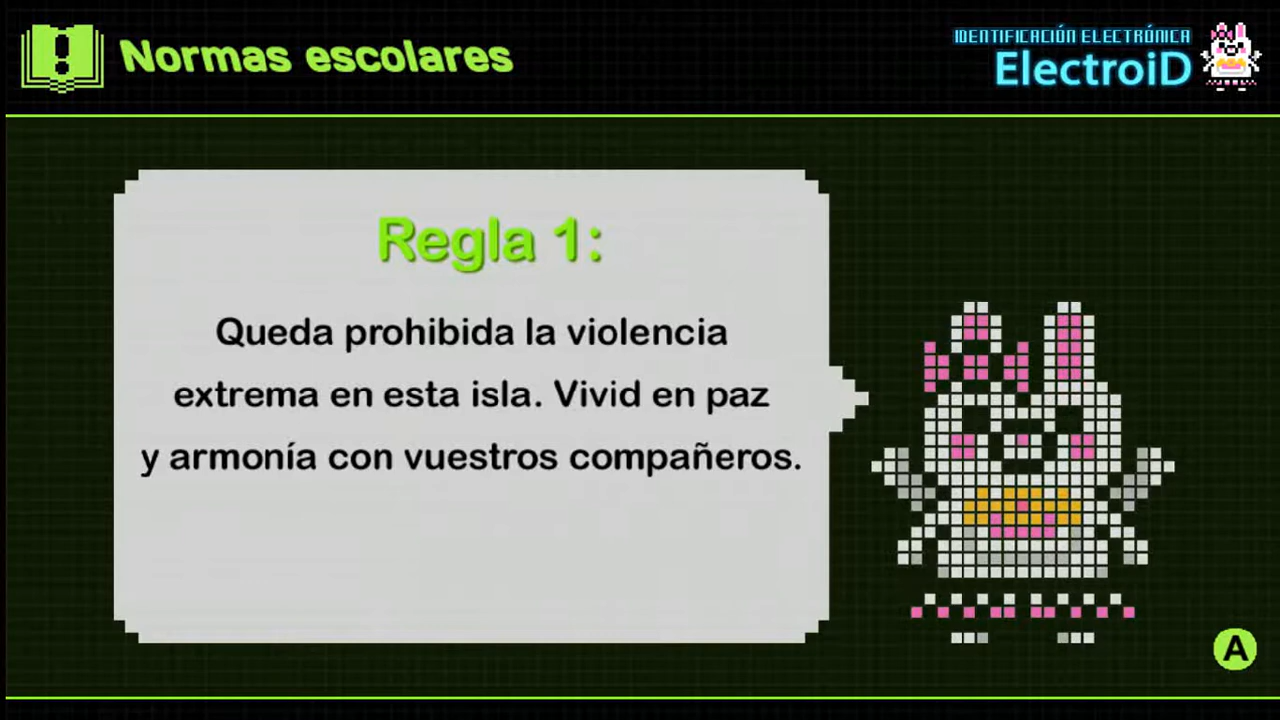 Normas escolares
IDENTIFICACIÓN ELECTRÓNICA
ElectroiD
Regla 1:
Queda prohibida la violencia
extrema en esta isla. Vivid en paz
y armonía con vuestros compañeros.
A